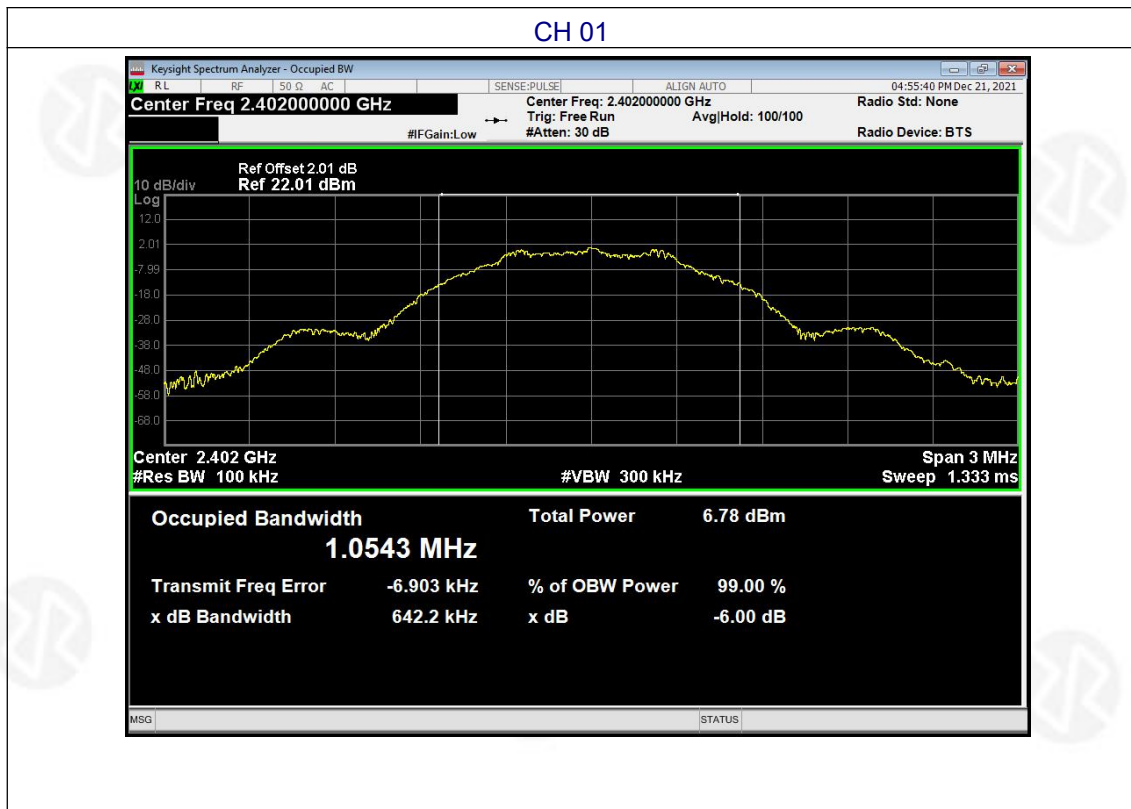 CH 01
Keysight Spectrum Analyzer - Occupied BW
LXI RL RF 50 Ω AC SENSE:PULSE ALIGN AUTO 04:55:40 PM Dec 21, 2021
Center Freq 2.402000000 GHz
Center Freq: 2.402000000 GHz
Radio Std: None
Trig: Free Run Avg|Hold: 100/100
#IFGain:Low #Atten: 30 dB Radio Device: BTS
Ref Offset 2.01 dB
10 dB/div Ref 22.01 dBm
Log
12.0
2.01
-7.99
-18.0
-28.0
-38.0
-48.0
-58.0
-68.0
Center 2.402 GHz Span 3 MHz
#Res BW 100 kHz #VBW 300 kHz Sweep 1.333 ms
Occupied Bandwidth Total Power 6.78 dBm
1.0543 MHz
Transmit Freq Error -6.903 kHz % of OBW Power 99.00 %
x dB Bandwidth 642.2 kHz x dB -6.00 dB
MSG STATUS